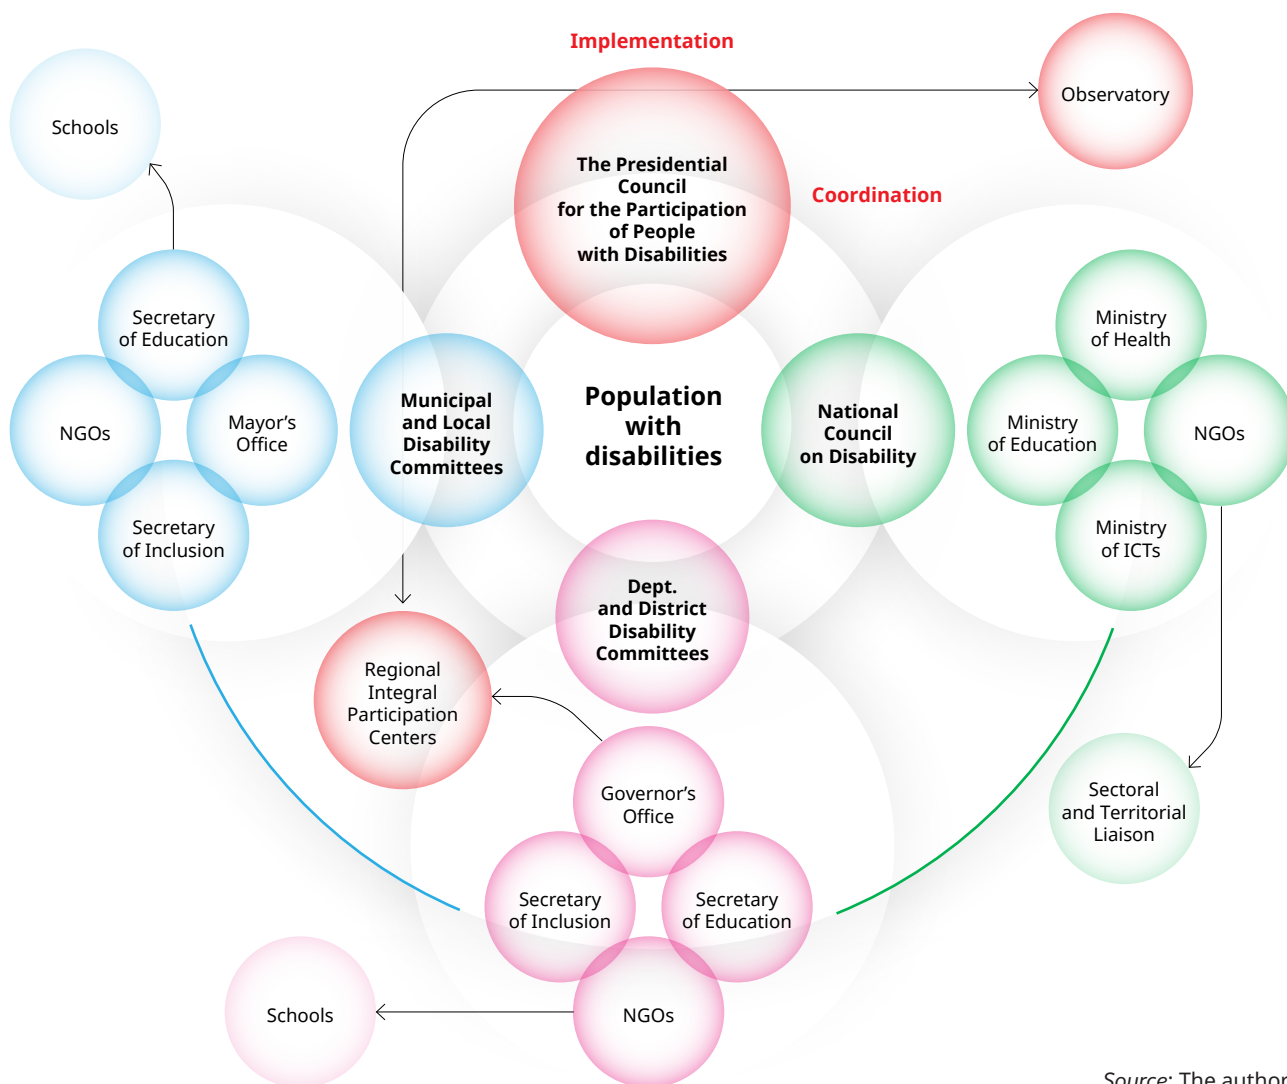 Implementation
Observatory
Schools
The Presidential
Council
for the Participation
of People
with Disabilities
Coordination
Secretary
of Education
NGOs
Mayor's
Office
Secretary
of Inclusion
Municipal
and Local
Disability
Committees
Population
with
disabilities
National
Council
on Disability
Ministry
of Health
Ministry
of Education
NGOs
Ministry
of ICTs
Dept.
and District
Disability
Committees
Regional
Integral
Participation
Centers
Governor's
Office
Sectoral
and Territorial
Liaison
Secretary
of Inclusion
Secretary
of Education
Schools
NGOs
Source: The author